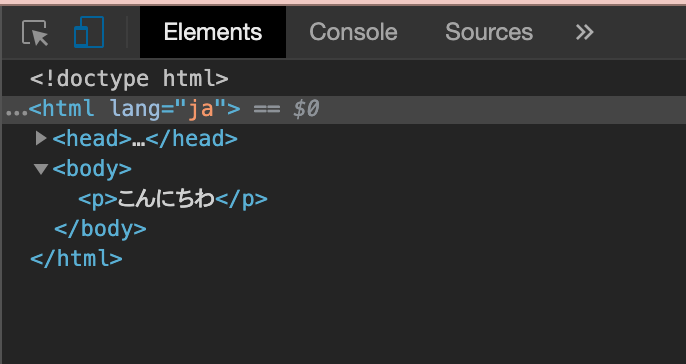 Elements Console Sources »
<!doctype html>
…<html lang="ja"> == $0
▶<head>…</head>
▼<body>
<p>こんにちわ</p>
</body>
</html>